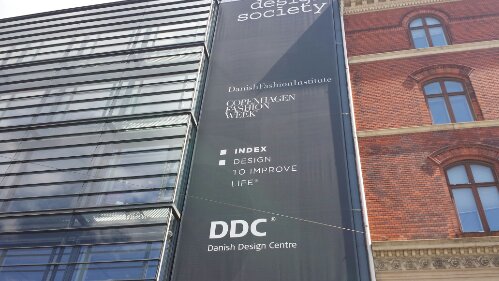 design
society
DanishFashionInstitute
COPENHAGEN
FASHION
WEEK
INDEX
DESIGN
TO IMPROVE
LIFE®
DDC®
Danish Design Centre